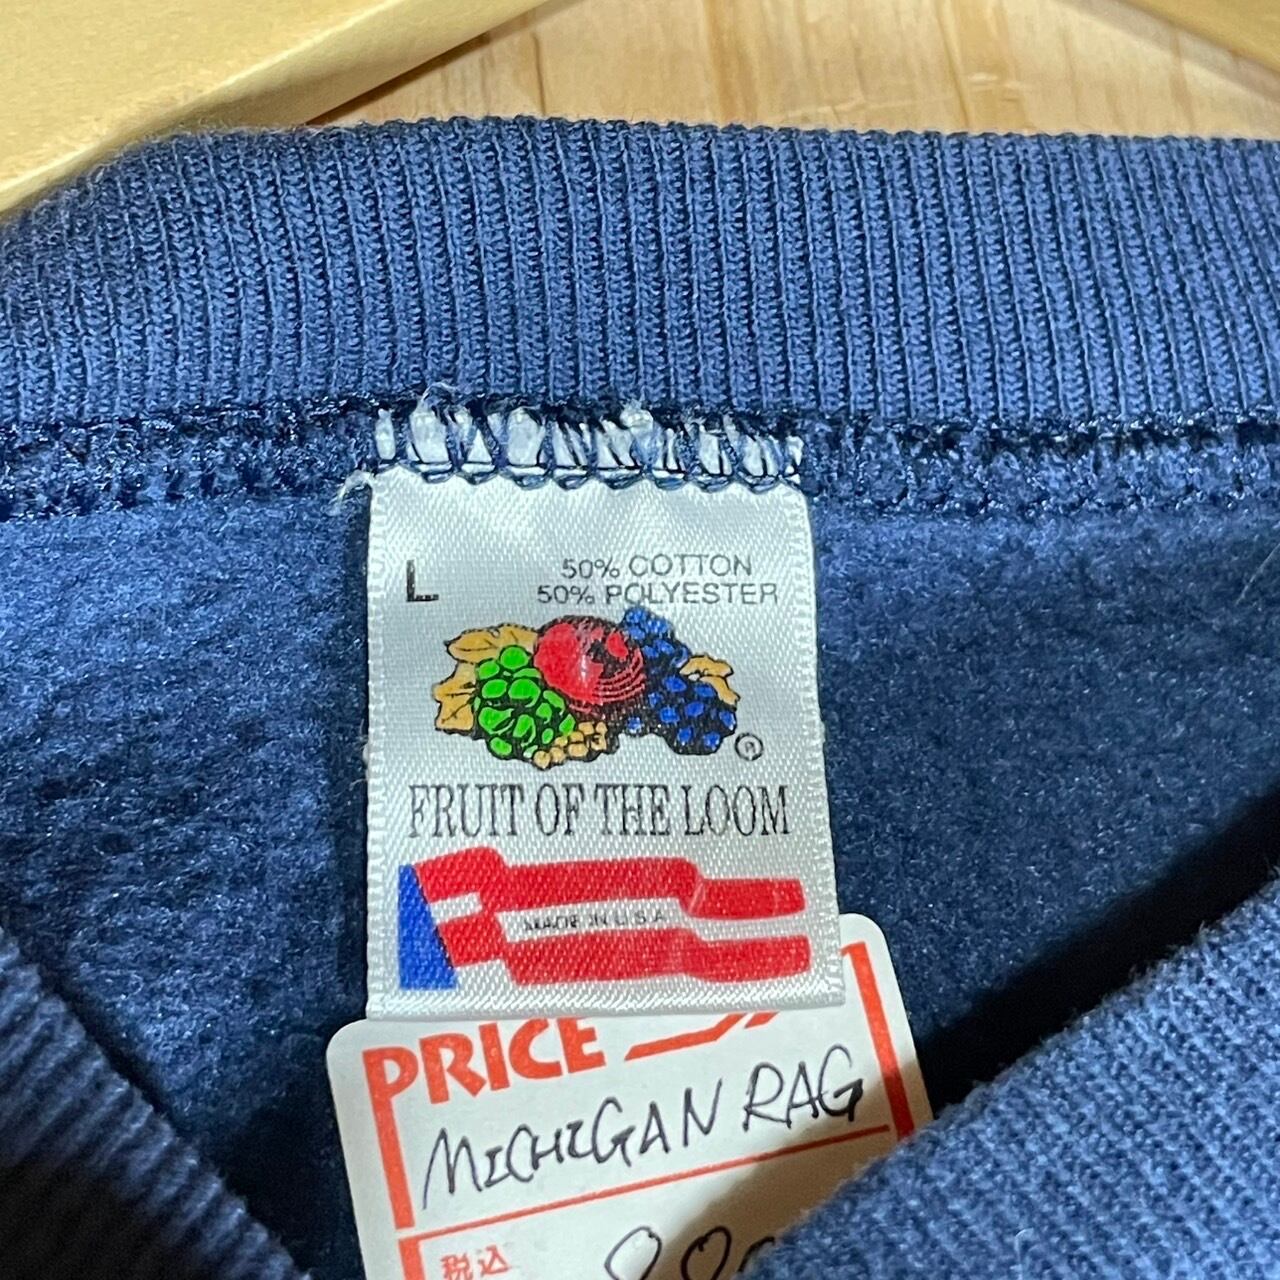 L
50% COTTON
50% POLYESTER
®
FRUIT OF THE LOOM
MADE IN U.S.A.
PRICE
MICHIGAN RAG
税込